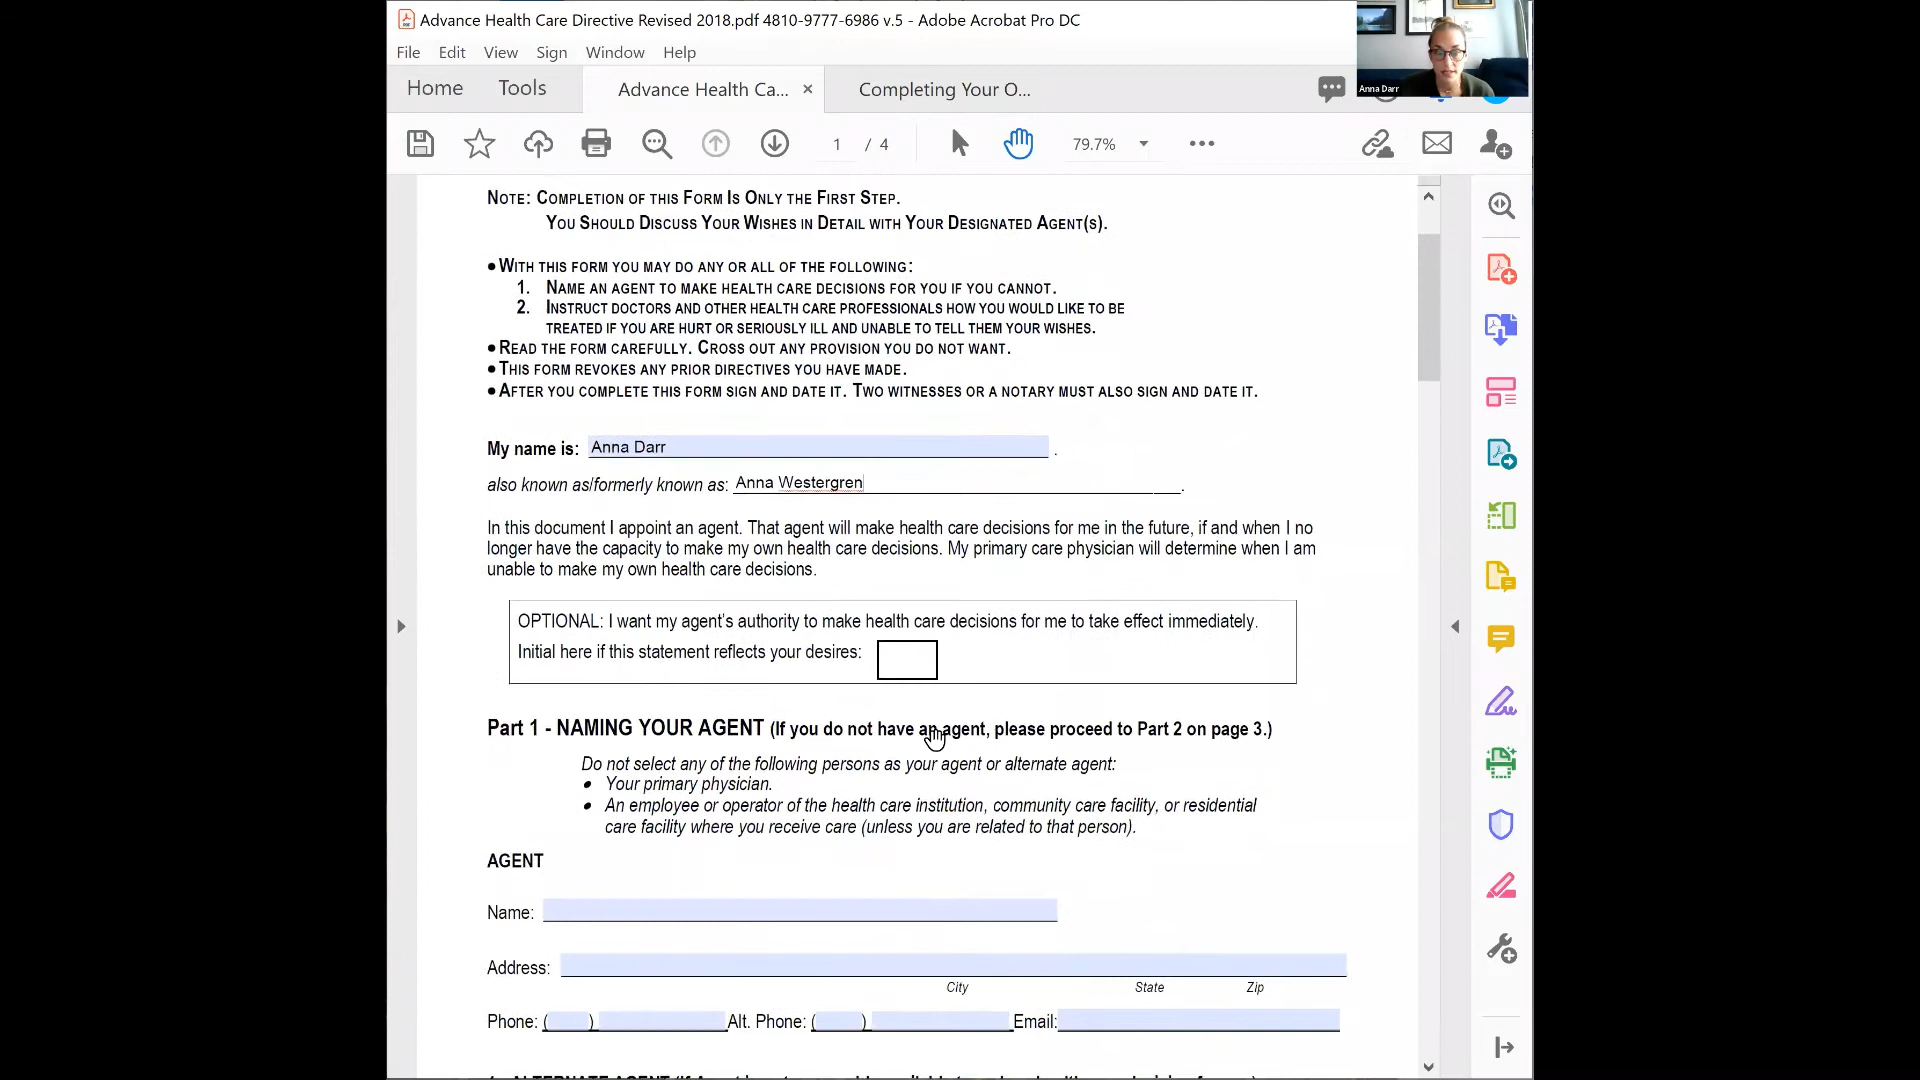 Advance Health Care Directive Revised 2018.pdf 4810-9777-6986 v.5 - Adobe Acrobat Pro DC
File Edit View Sign Window Help
Anna Darr
Home Tools Advance Health Ca... × Completing Your O...
1 / 4 79.7%
NOTE: COMPLETION OF THIS FORM IS ONLY THE FIRST STEP.
YOU SHOULD DISCUSS YOUR WISHES IN DETAIL WITH YOUR DESIGNATED AGENT(S).
• WITH THIS FORM YOU MAY DO ANY OR ALL OF THE FOLLOWING:
1. NAME AN AGENT TO MAKE HEALTH CARE DECISIONS FOR YOU IF YOU CANNOT.
2. INSTRUCT DOCTORS AND OTHER HEALTH CARE PROFESSIONALS HOW YOU WOULD LIKE TO BE
TREATED IF YOU ARE HURT OR SERIOUSLY ILL AND UNABLE TO TELL THEM YOUR WISHES.
• READ THE FORM CAREFULLY. CROSS OUT ANY PROVISION YOU DO NOT WANT.
• THIS FORM REVOKES ANY PRIOR DIRECTIVES YOU HAVE MADE.
• AFTER YOU COMPLETE THIS FORM SIGN AND DATE IT. TWO WITNESSES OR A NOTARY MUST ALSO SIGN AND DATE IT.
My name is: Anna Darr .
also known as/formerly known as: Anna Westergren .
In this document I appoint an agent. That agent will make health care decisions for me in the future, if and when I no
longer have the capacity to make my own health care decisions. My primary care physician will determine when I am
unable to make my own health care decisions.
OPTIONAL: I want my agent's authority to make health care decisions for me to take effect immediately.
Initial here if this statement reflects your desires:
Part 1 - NAMING YOUR AGENT (If you do not have an agent, please proceed to Part 2 on page 3.)
Do not select any of the following persons as your agent or alternate agent:
• Your primary physician.
• An employee or operator of the health care institution, community care facility, or residential
care facility where you receive care (unless you are related to that person).
AGENT
Name:
Address:
City State Zip
Phone: ( ) Alt. Phone: ( ) Email: